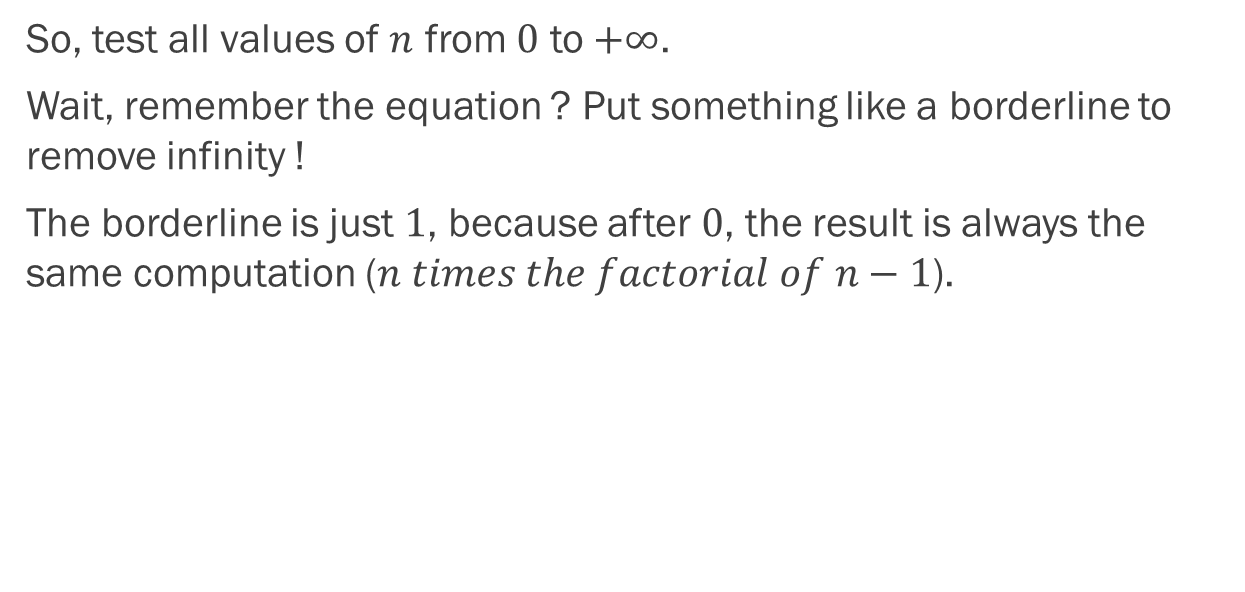 So, test all values of n from 0 to +∞.
Wait, remember the equation ? Put something like a borderline to
remove infinity !
The borderline is just 1, because after 0, the result is always the
same computation (n times the factorial of n − 1).